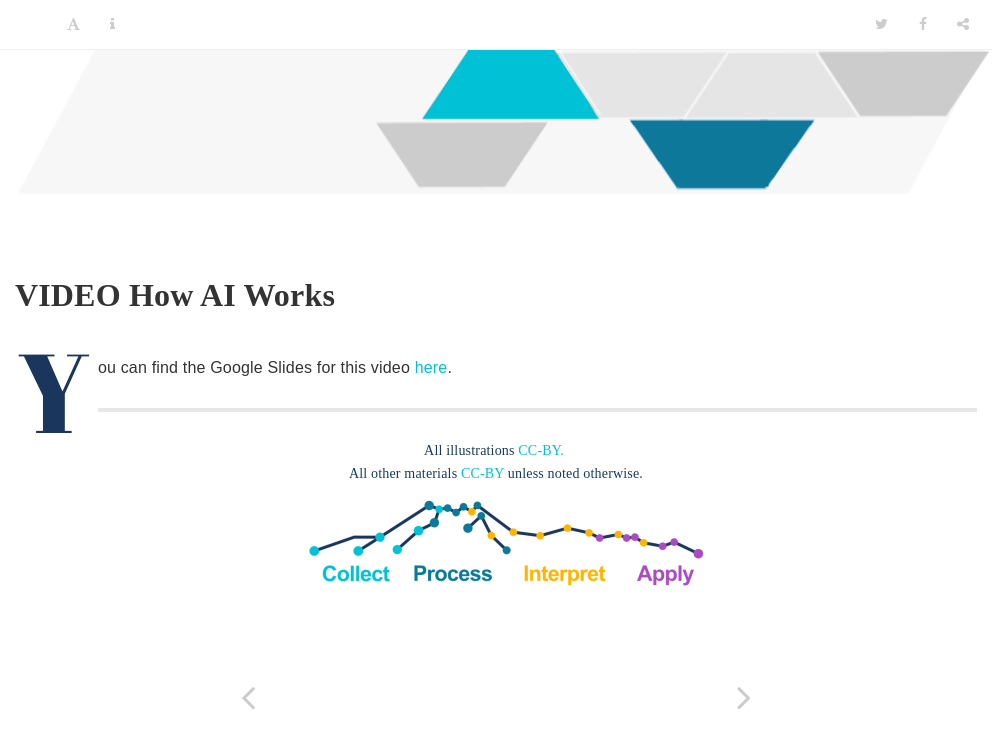 VIDEO How AI Works
You can find the Google Slides for this video here.
All illustrations CC-BY.
All other materials CC-BY unless noted otherwise.
Collect Process Interpret Apply